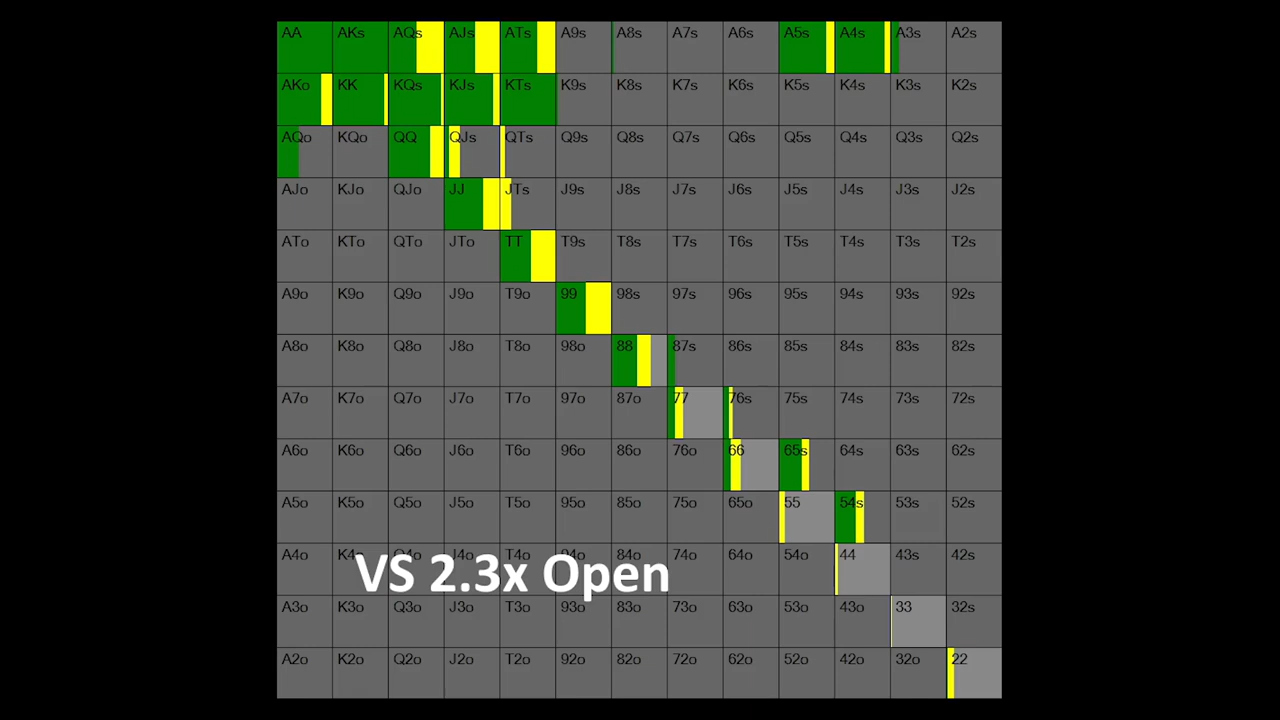 AA AKs AQs AJs ATs A9s A8s A7s A6s A5s A4s A3s A2s
AKo KK KQs KJs KTs K9s K8s K7s K6s K5s K4s K3s K2s
AQo KQo QQ QJs QTs Q9s Q8s Q7s Q6s Q5s Q4s Q3s Q2s
AJo KJo QJo JJ JTs J9s J8s J7s J6s J5s J4s J3s J2s
ATo KTo QTo JTo TT T9s T8s T7s T6s T5s T4s T3s T2s
A9o K9o Q9o J9o T9o 99 98s 97s 96s 95s 94s 93s 92s
A8o K8o Q8o J8o T8o 98o 88 87s 86s 85s 84s 83s 82s
A7o K7o Q7o J7o T7o 97o 87o 77 76s 75s 74s 73s 72s
A6o K6o Q6o J6o T6o 96o 86o 76o 66 65s 64s 63s 62s
A5o K5o Q5o J5o T5o 95o 85o 75o 65o 55 54s 53s 52s
A4o K4o Q4o J4o T4o 94o 84o 74o 64o 54o 44 43s 42s
VS 2.3x Open
A3o K3o Q3o J3o T3o 93o 83o 73o 63o 53o 43o 33 32s
A2o K2o Q2o J2o T2o 92o 82o 72o 62o 52o 42o 32o 22